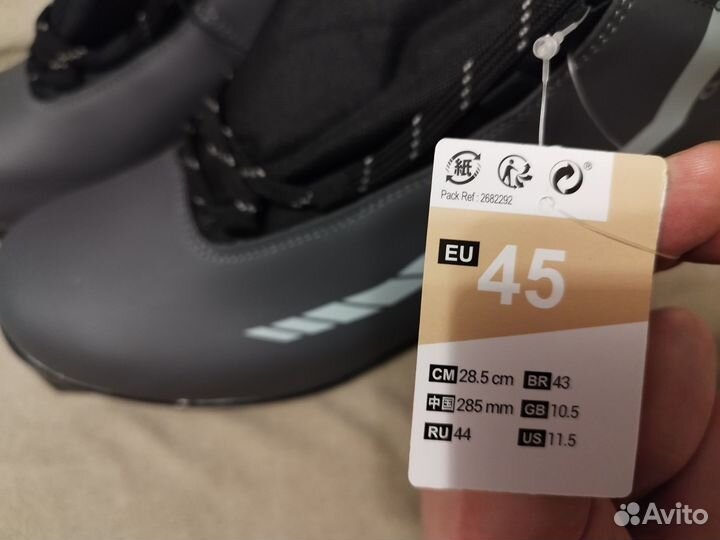 紙
®
Pack Ref : 2682292
EU 45
CM 28.5 cm BR 43
中国 285 mm GB 10.5
RU 44 US 11.5
Avito